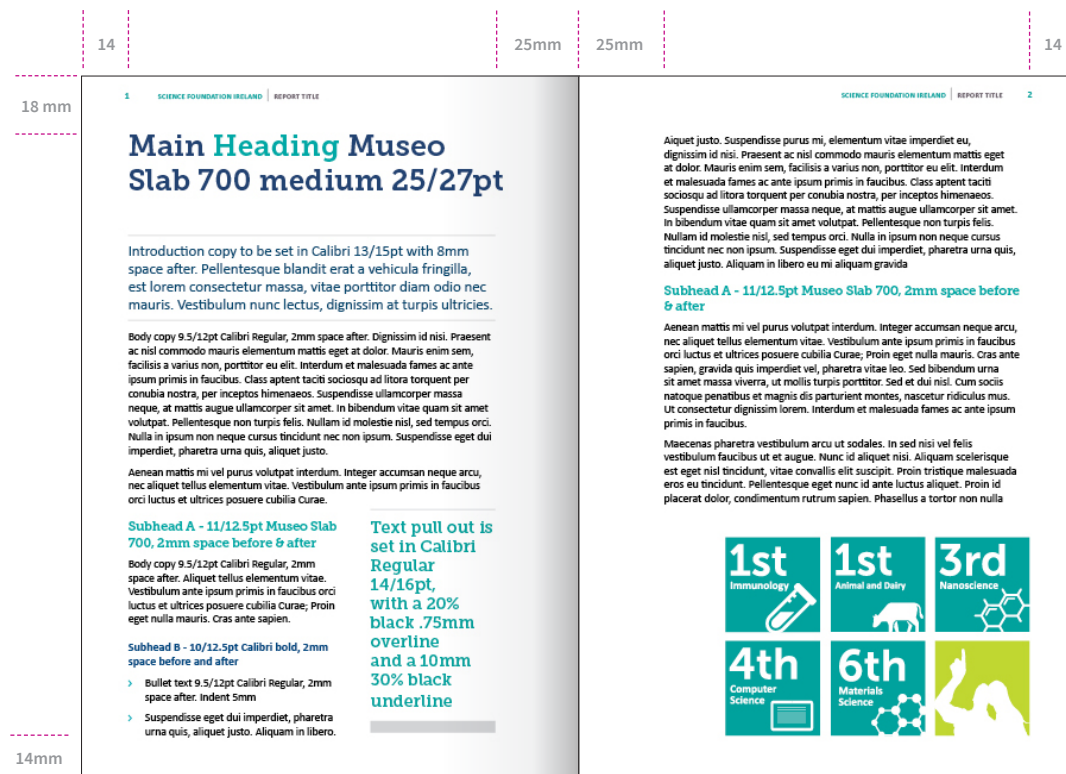 14
25mm
25mm
14
18 mm
1 SCIENCE FOUNDATION IRELAND | REPORT TITLE
Main Heading Museo
Slab 700 medium 25/27pt
Introduction copy to be set in Calibri 13/15pt with 8mm
space after. Pellentesque blandit erat a vehicula fringilla,
est lorem consectetur massa, vitae porttitor diam odio nec
mauris. Vestibulum nunc lectus, dignissim at turpis ultricies.
Body copy 9.5/12pt Calibri Regular, 2mm space after. Dignissim id nisi. Praesent
ac nisl commodo mauris elementum mattis eget at dolor. Mauris enim sem,
facilisis a varius non, porttitor eu elit. Interdum et malesuada fames ac ante
ipsum primis in faucibus. Class aptent taciti sociosqu ad litora torquent per
conubia nostra, per inceptos himenaeos. Suspendisse ullamcorper massa
neque, at mattis augue ullamcorper sit amet. In bibendum vitae quam sit amet
volutpat. Pellentesque non turpis felis. Nullam id molestie nisl, sed tempus orci.
Nulla in ipsum non neque cursus tincidunt nec non ipsum. Suspendisse eget dui
imperdiet, pharetra urna quis, aliquet justo.
Aenean mattis mi vel purus volutpat interdum. Integer accumsan neque arcu,
nec aliquet tellus elementum vitae. Vestibulum ante ipsum primis in faucibus
orci luctus et ultrices posuere cubilia Curae.
Subhead A - 11/12.5pt Museo Slab
700, 2mm space before & after
Body copy 9.5/12pt Calibri Regular, 2mm
space after. Aliquet tellus elementum vitae.
Vestibulum ante ipsum primis in faucibus orci
luctus et ultrices posuere cubilia Curae; Proin
eget nulla mauris. Cras ante sapien.
Subhead B - 10/12.5pt Calibri bold, 2mm
space before and after
› Bullet text 9.5/12pt Calibri Regular, 2mm
space after. Indent 5mm
› Suspendisse eget dui imperdiet, pharetra
urna quis, aliquet justo. Aliquam in libero.
Text pull out is
set in Calibri
Regular
14/16pt,
with a 20%
black .75mm
overline
and a 10mm
30% black
underline
14mm
SCIENCE FOUNDATION IRELAND | REPORT TITLE 2
Aiquet justo. Suspendisse purus mi, elementum vitae imperdiet eu,
dignissim id nisi. Praesent ac nisl commodo mauris elementum mattis eget
at dolor. Mauris enim sem, facilisis a varius non, porttitor eu elit. Interdum
et malesuada fames ac ante ipsum primis in faucibus. Class aptent taciti
sociosqu ad litora torquent per conubia nostra, per inceptos himenaeos.
Suspendisse ullamcorper massa neque, at mattis augue ullamcorper sit amet.
In bibendum vitae quam sit amet volutpat. Pellentesque non turpis felis.
Nullam id molestie nisl, sed tempus orci. Nulla in ipsum non neque cursus
tincidunt nec non ipsum. Suspendisse eget dui imperdiet, pharetra urna quis,
aliquet justo. Aliquam in libero eu mi aliquam gravida
Subhead A - 11/12.5pt Museo Slab 700, 2mm space before
& after
Aenean mattis mi vel purus volutpat interdum. Integer accumsan neque arcu,
nec aliquet tellus elementum vitae. Vestibulum ante ipsum primis in faucibus
orci luctus et ultrices posuere cubilia Curae; Proin eget nulla mauris. Cras ante
sapien, gravida quis imperdiet vel, pharetra vitae leo. Sed bibendum urna
sit amet massa viverra, ut mollis turpis porttitor. Sed et dui nisl. Cum sociis
natoque penatibus et magnis dis parturient montes, nascetur ridiculus mus.
Ut consectetur dignissim lorem. Interdum et malesuada fames ac ante ipsum
primis in faucibus.
Maecenas pharetra vestibulum arcu ut sodales. In sed nisi vel felis
vestibulum faucibus ut et augue. Nunc id aliquet nisi. Aliquam scelerisque
est eget nisl tincidunt, vitae convallis elit suscipit. Proin tristique malesuada
eros eu tincidunt. Pellentesque eget nunc id ante luctus aliquet. Proin id
placerat dolor, condimentum rutrum sapien. Phasellus a tortor non nulla
1st
Immunology
1st
Animal and Dairy
3rd
Nanoscience
4th
Computer
Science
6th
Materials
Science